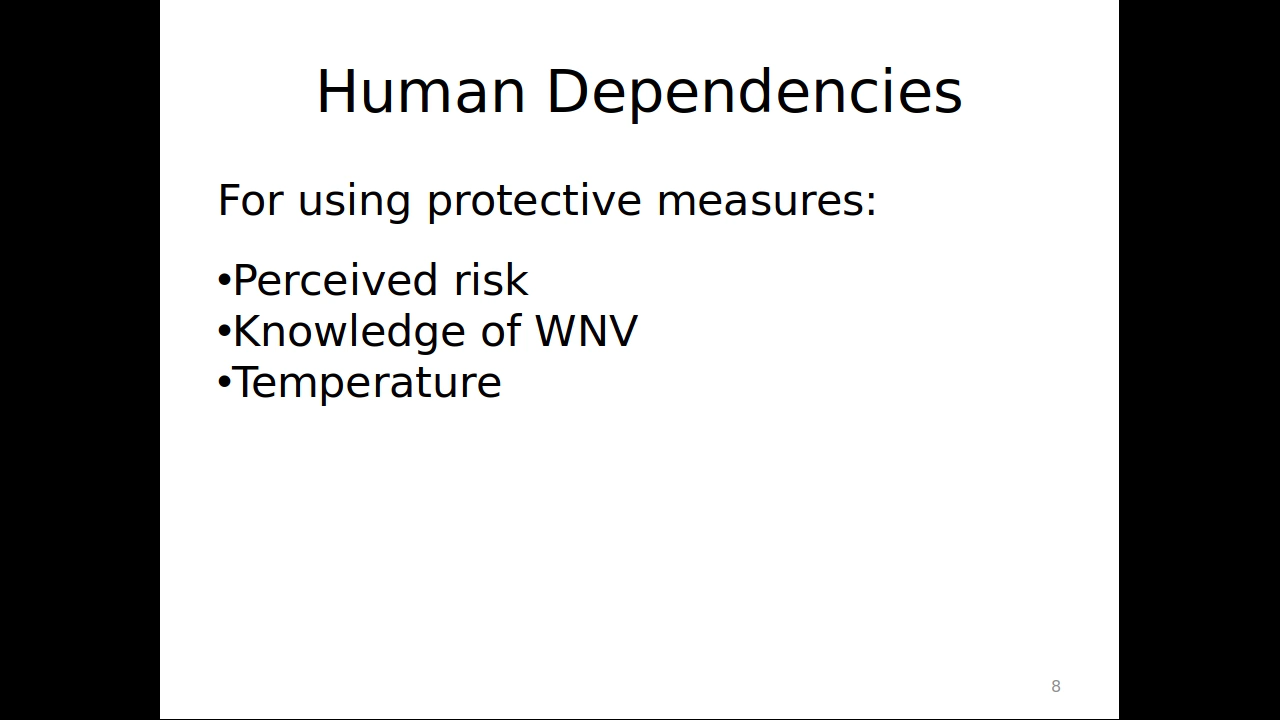 Human Dependencies
For using protective measures:
•Perceived risk
•Knowledge of WNV
•Temperature
8